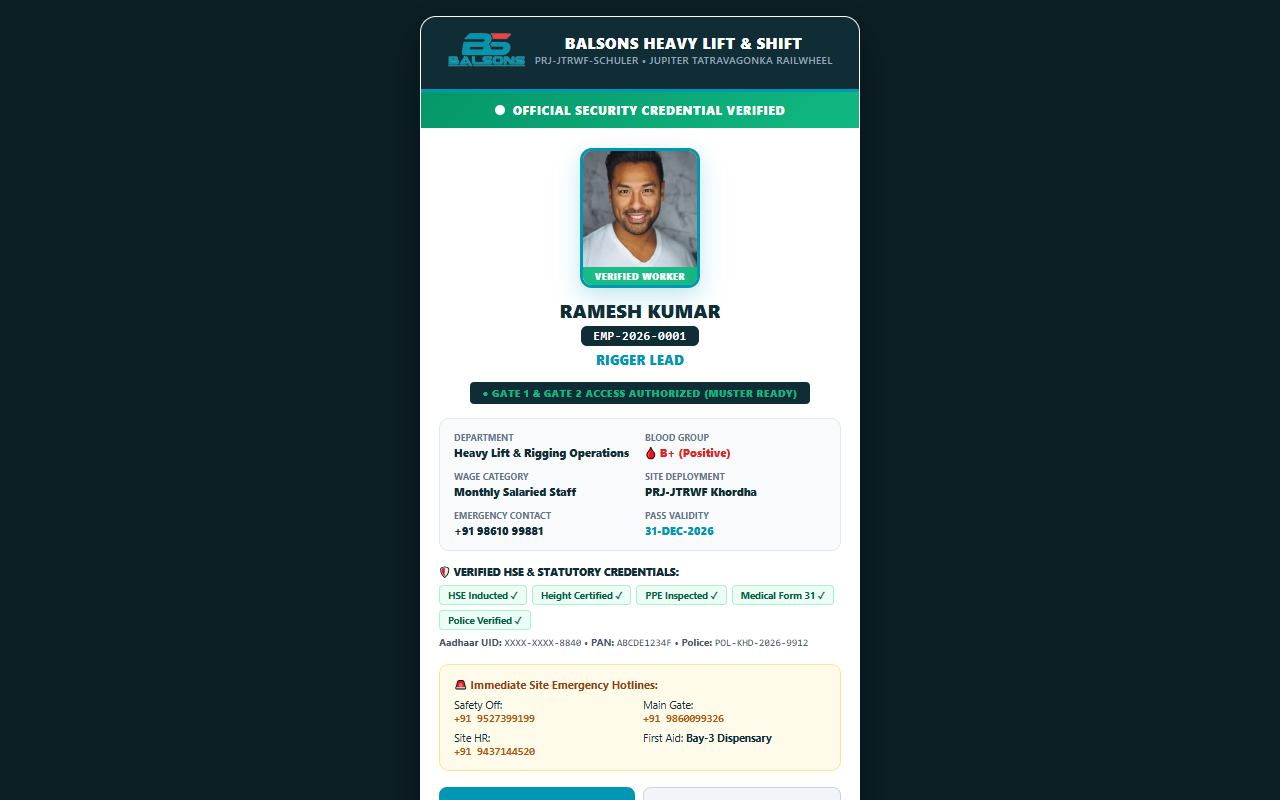 BS
BALSONS
BALSONS HEAVY LIFT & SHIFT
PRJ-JTRWF-SCHULER • JUPITER TATRAVAGONKA RAILWHEEL
OFFICIAL SECURITY CREDENTIAL VERIFIED
VERIFIED WORKER
RAMESH KUMAR
EMP-2026-0001
RIGGER LEAD
• GATE 1 & GATE 2 ACCESS AUTHORIZED (MUSTER READY)
DEPARTMENT
Heavy Lift & Rigging Operations
BLOOD GROUP
B+ (Positive)
WAGE CATEGORY
Monthly Salaried Staff
SITE DEPLOYMENT
PRJ-JTRWF Khordha
EMERGENCY CONTACT
+91 98610 99881
PASS VALIDITY
31-DEC-2026
VERIFIED HSE & STATUTORY CREDENTIALS:
HSE Inducted ✓ Height Certified ✓ PPE Inspected ✓ Medical Form 31 ✓
Police Verified ✓
Aadhaar UID: XXXX-XXXX-8840 • PAN: ABCDE1234F • Police: POL-KHD-2026-9912
Immediate Site Emergency Hotlines:
Safety Off:
+91 9527399199
Main Gate:
+91 9860099326
Site HR:
+91 9437144520
First Aid: Bay-3 Dispensary